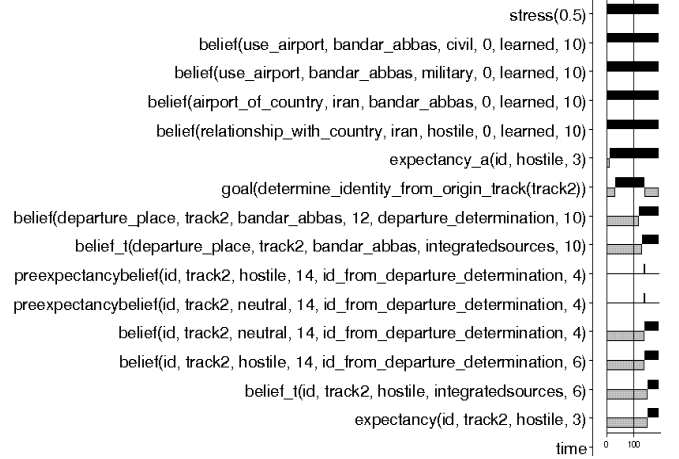 stress(0.5)
belief(use_airport, bandar_abbas, civil, 0, learned, 10)
belief(use_airport, bandar_abbas, military, 0, learned, 10)
belief(airport_of_country, iran, bandar_abbas, 0, learned, 10)
belief(relationship_with_country, iran, hostile, 0, learned, 10)
expectancy_a(id, hostile, 3)
goal(determine_identity_from_origin_track(track2))
belief(departure_place, track2, bandar_abbas, 12, departure_determination, 10)
belief_t(departure_place, track2, bandar_abbas, integratedsources, 10)
preexpectancybelief(id, track2, hostile, 14, id_from_departure_determination, 4)
preexpectancybelief(id, track2, neutral, 14, id_from_departure_determination, 4)
belief(id, track2, neutral, 14, id_from_departure_determination, 4)
belief(id, track2, hostile, 14, id_from_departure_determination, 6)
belief_t(id, track2, hostile, integratedsources, 6)
expectancy(id, track2, hostile, 3)
time 0 100